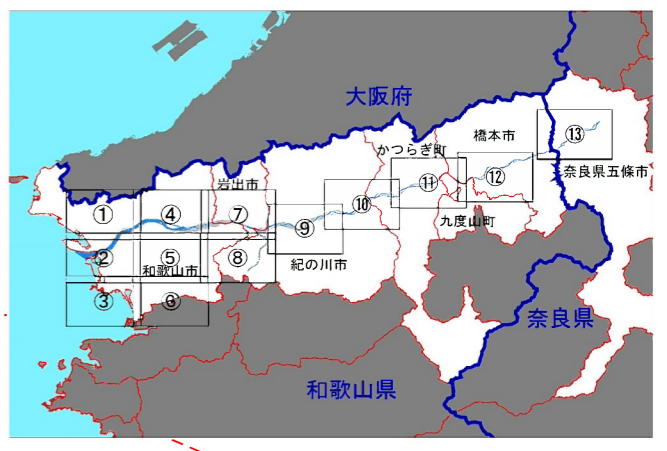 大阪府
橋本市
⑬
かつらぎ町
奈良県五條市
岩出市
⑪
⑫
⑩
①
④
⑦
九度山町
⑨
②
⑤
⑧
紀の川市
和歌山市
③
⑥
奈良県
和歌山県